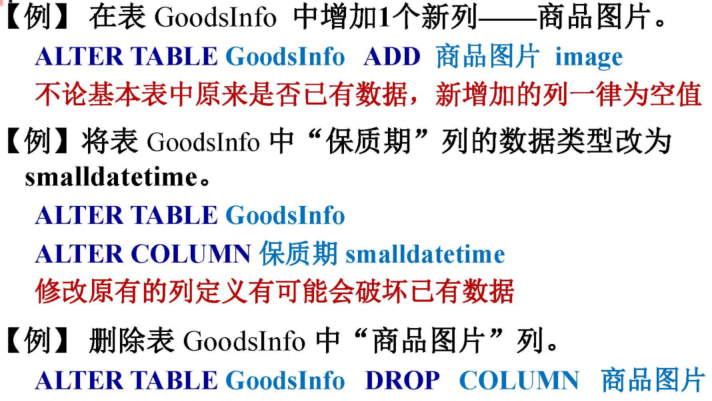 【例】 在表 GoodsInfo 中增加1个新列——商品图片。
ALTER TABLE GoodsInfo ADD 商品图片 image
不论基本表中原来是否已有数据，新增加的列一律为空值
【例】将表 GoodsInfo 中“保质期”列的数据类型改为
smalldatetime。
ALTER TABLE GoodsInfo
ALTER COLUMN 保质期 smalldatetime
修改原有的列定义有可能会破坏已有数据
【例】 删除表 GoodsInfo 中“商品图片”列。
ALTER TABLE GoodsInfo DROP COLUMN 商品图片